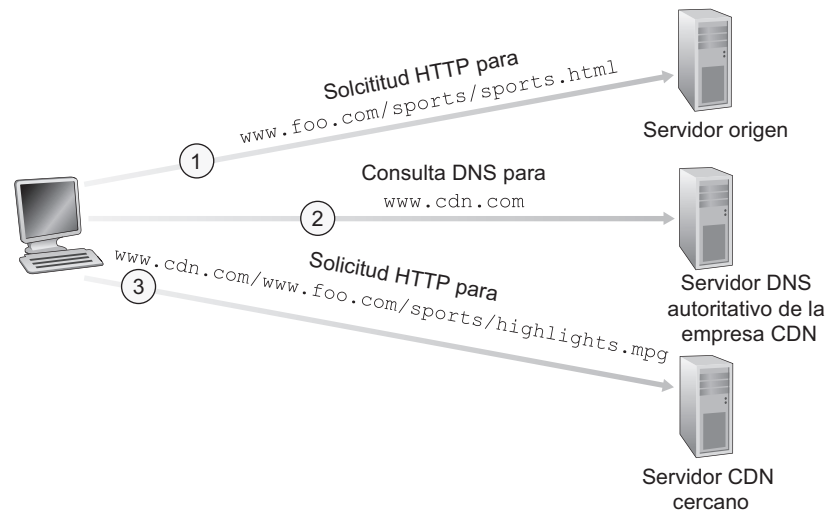 Solcititud HTTP para
www.foo.com/sports/sports.html
1
Servidor origen
Consulta DNS para
www.cdn.com
2
Servidor DNS
autoritativo de la
empresa CDN
Solicitud HTTP para
www.cdn.com/www.foo.com/sports/highlights.mpg
3
Servidor CDN
cercano